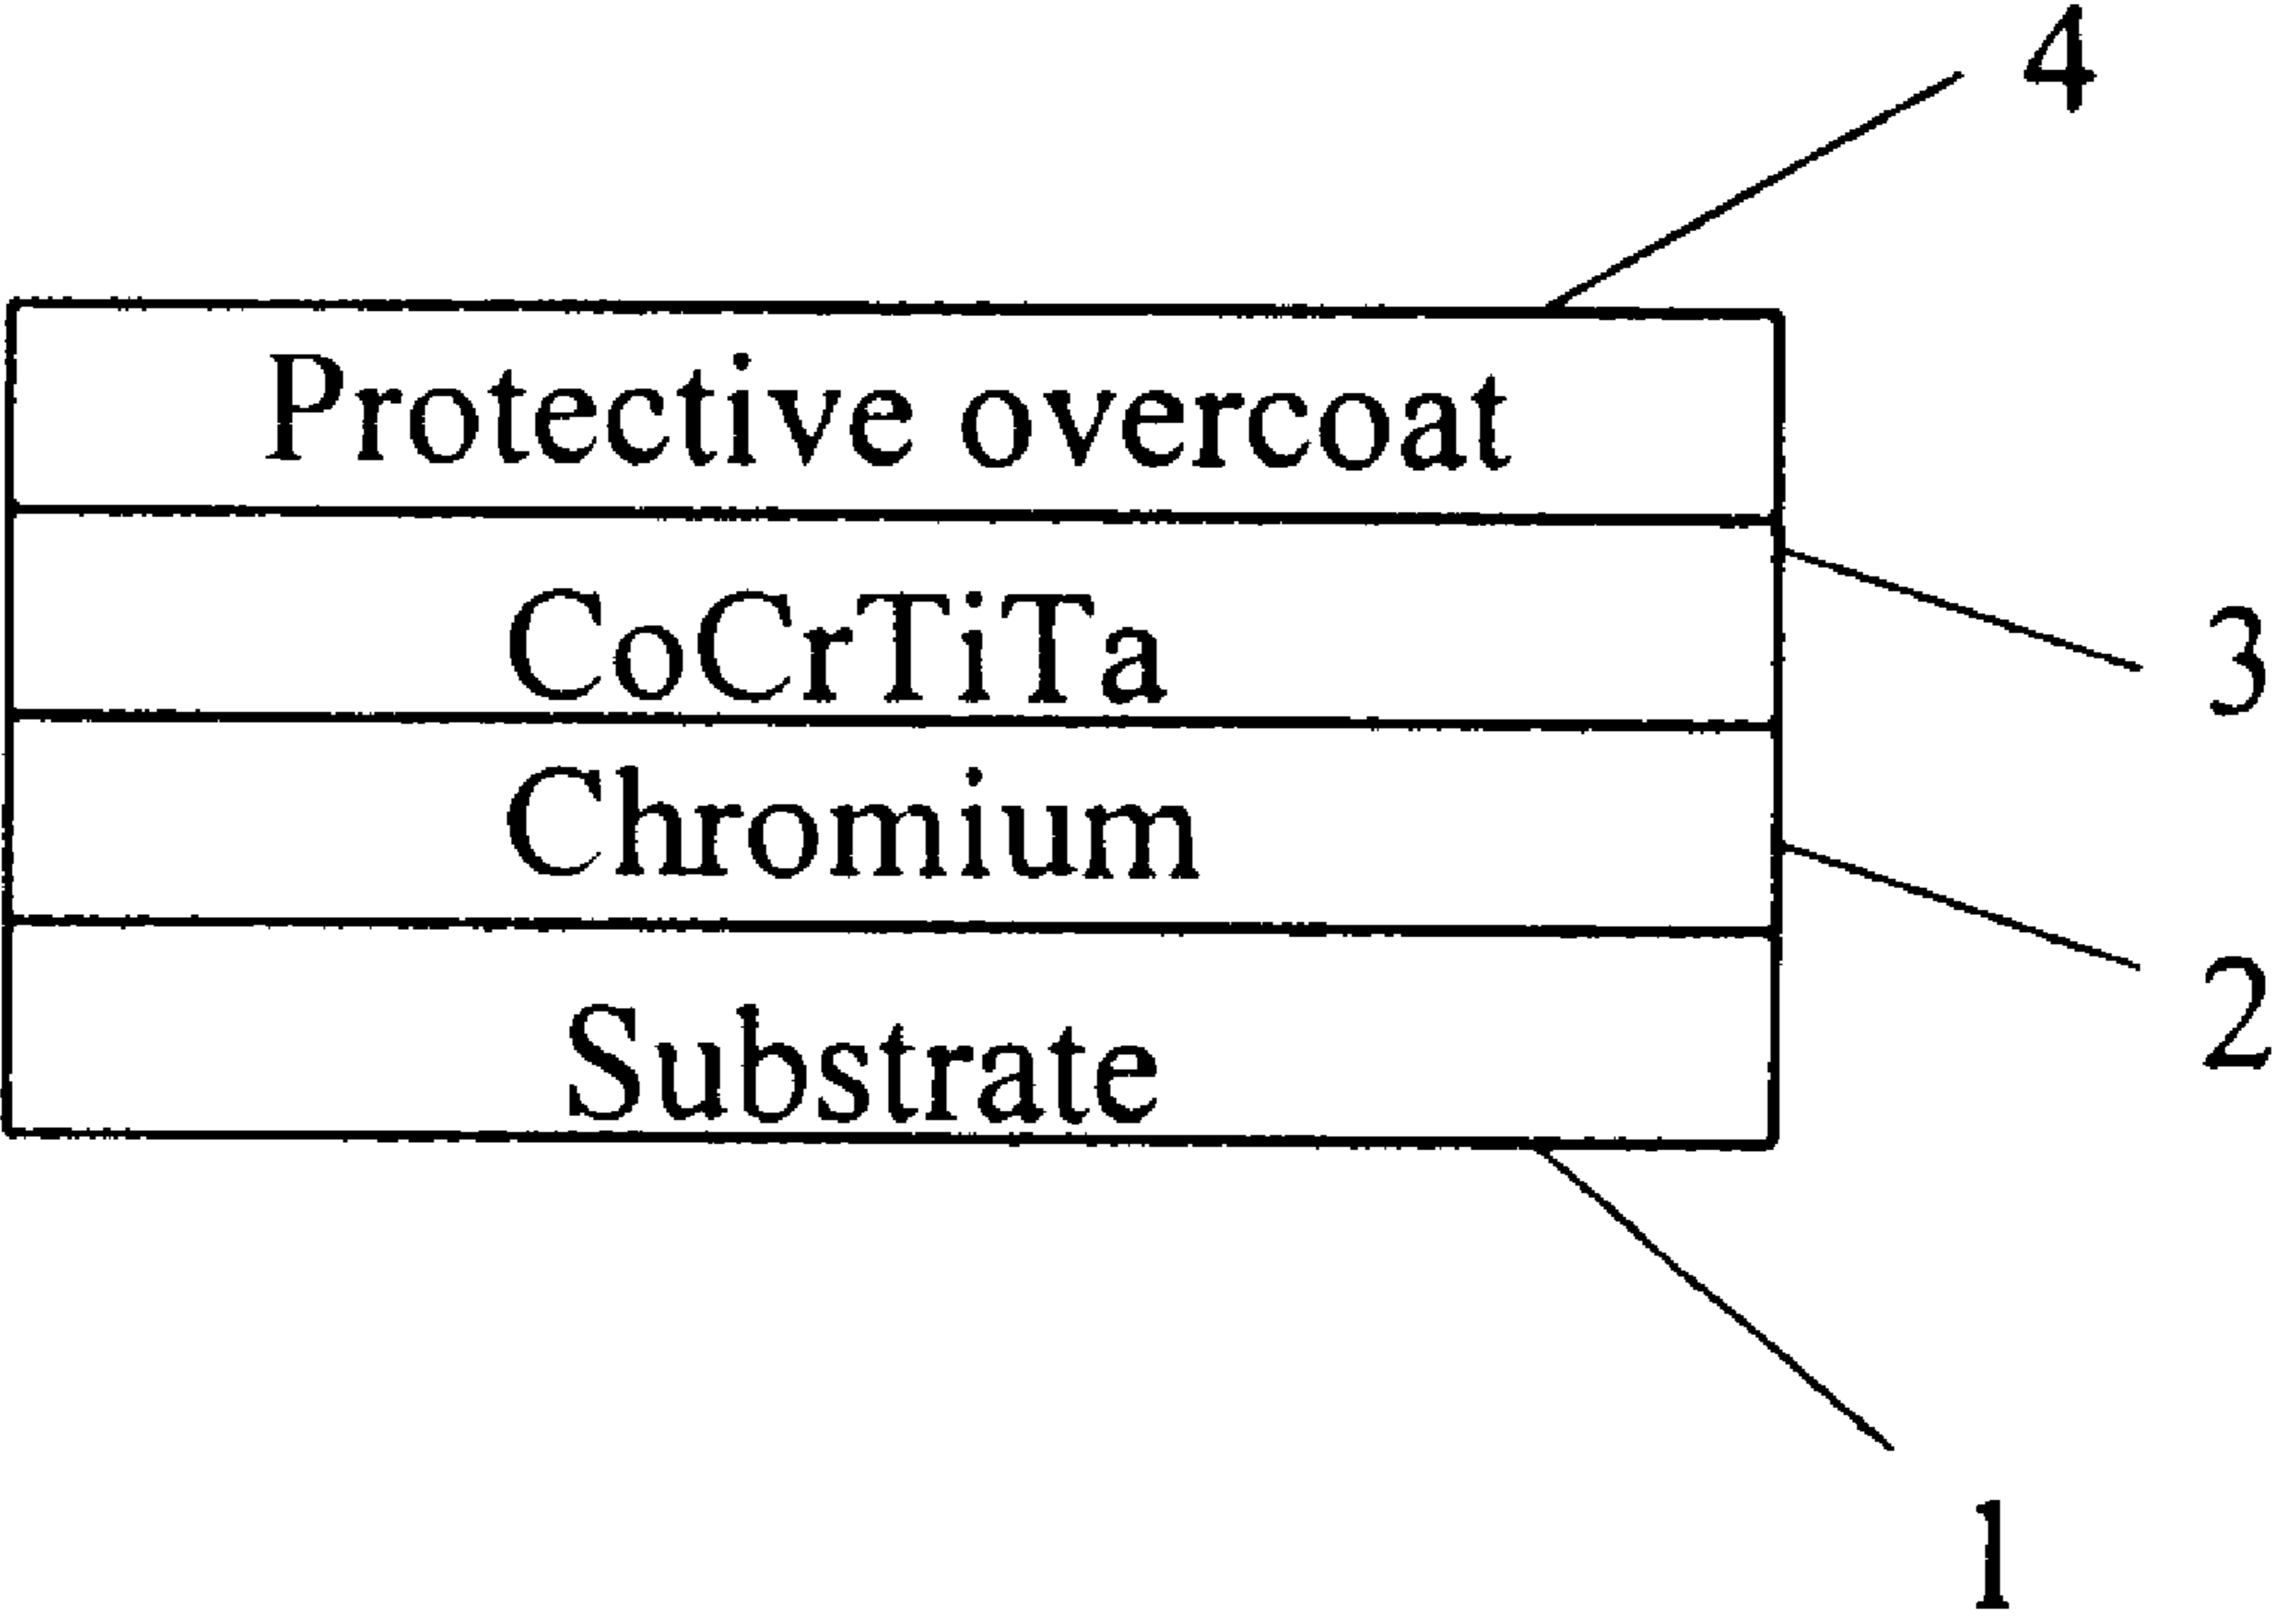 4
Protective overcoat
CoCrTiTa
3
Chromium
2
Substrate
1